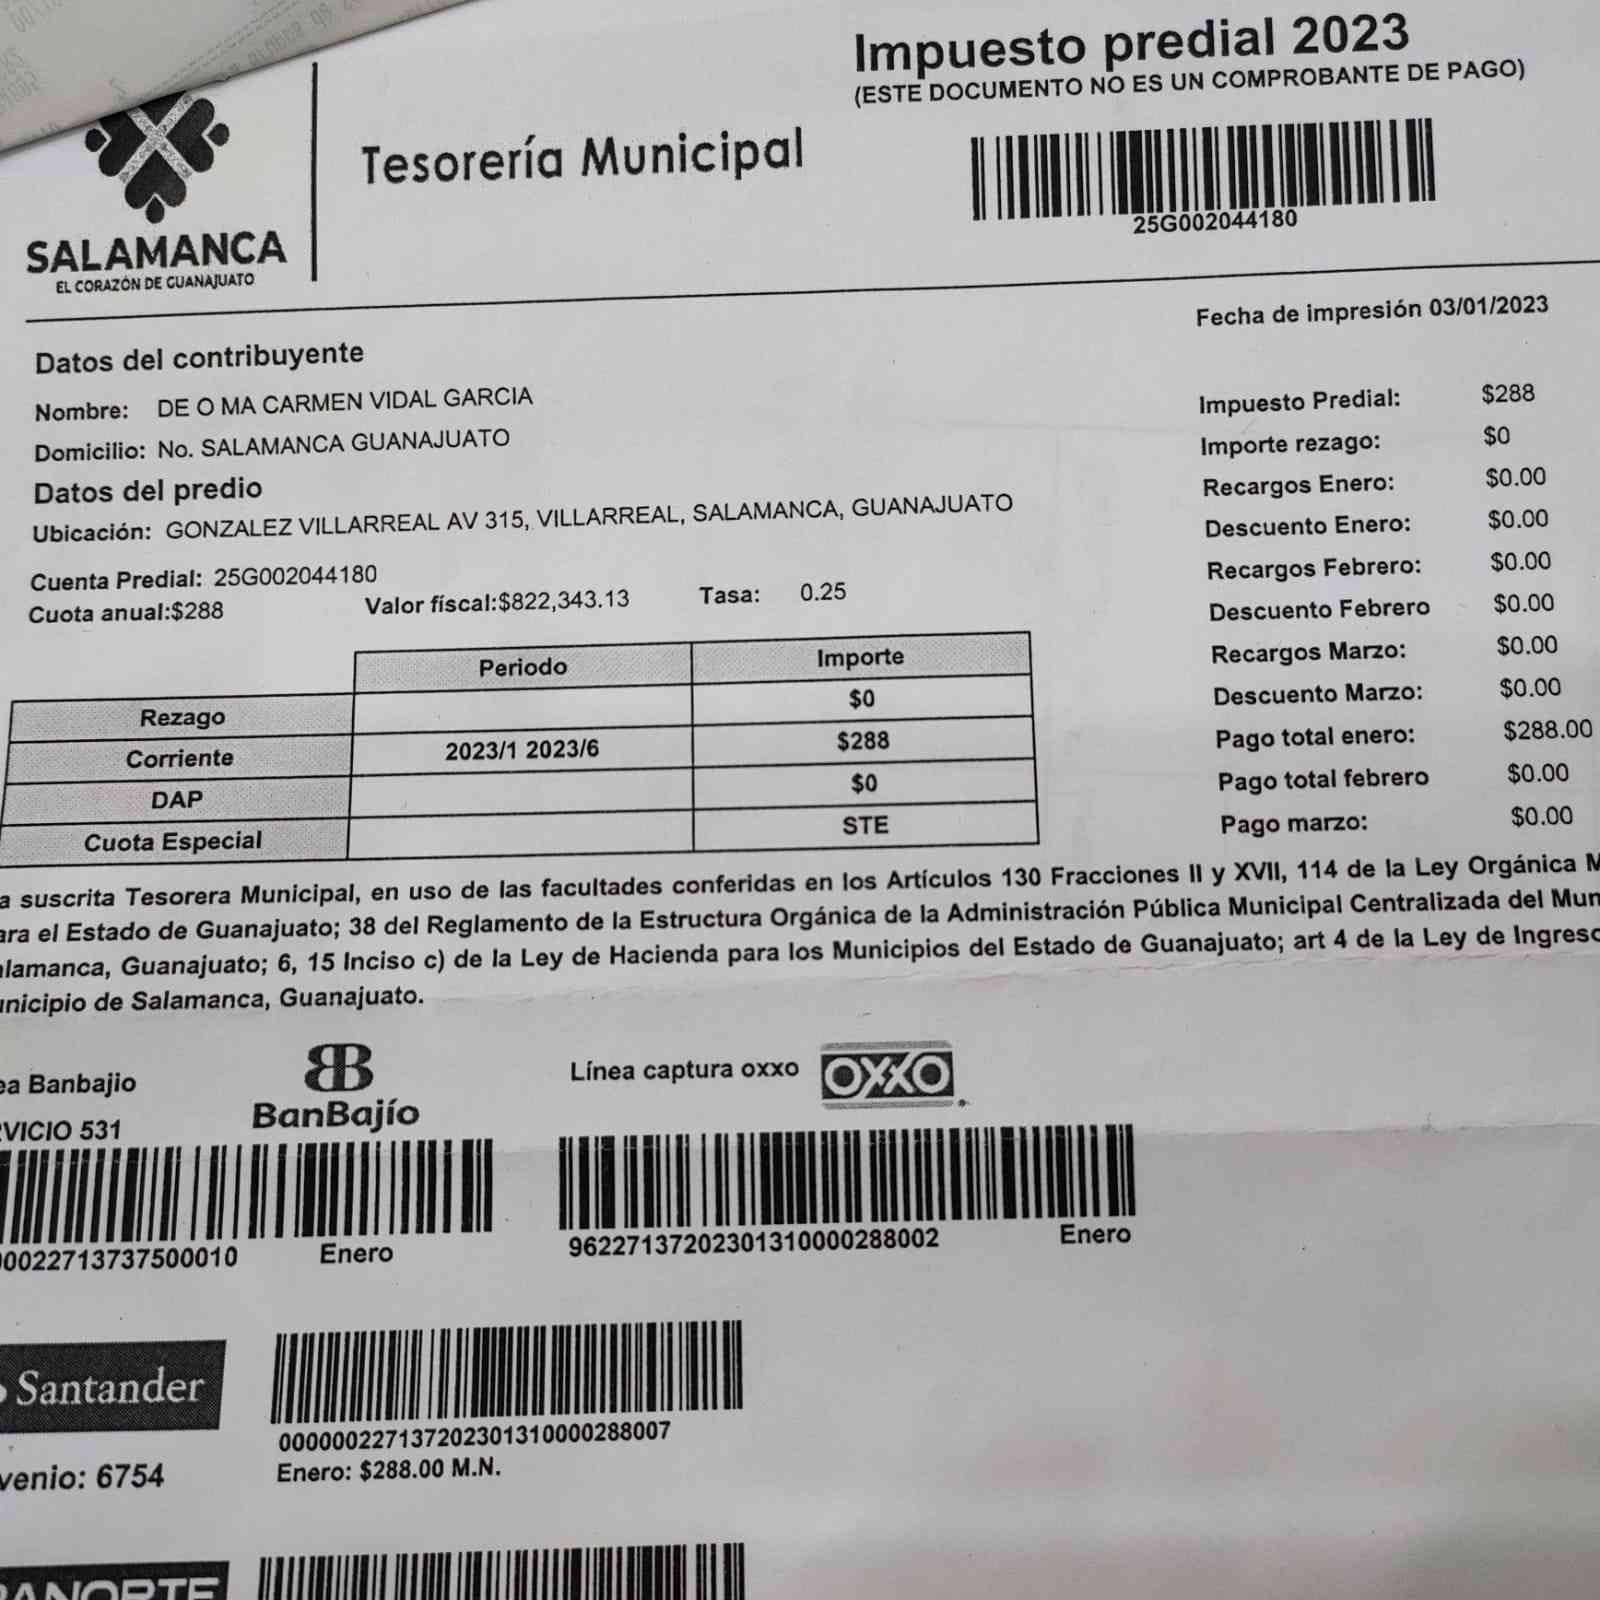 Impuesto predial 2023
(ESTE DOCUMENTO NO ES UN COMPROBANTE DE PAGO)
Tesorería Municipal
25G002044180
SALAMANCA
EL CORAZÓN DE GUANAJUATO
Fecha de impresión 03/01/2023
Datos del contribuyente
Nombre: DE O MA CARMEN VIDAL GARCIA
Domicilio: No. SALAMANCA GUANAJUATO
Datos del predio
Ubicación: GONZALEZ VILLARREAL AV 315, VILLARREAL, SALAMANCA, GUANAJUATO
Cuenta Predial: 25G002044180
Cuota anual:$288 Valor físcal:$822,343.13 Tasa: 0.25
Periodo Importe
Rezago $0
Corriente 2023/1 2023/6 $288
DAP $0
Cuota Especial STE
Impuesto Predial: $288
Importe rezago: $0
Recargos Enero: $0.00
Descuento Enero: $0.00
Recargos Febrero: $0.00
Descuento Febrero $0.00
Recargos Marzo: $0.00
Descuento Marzo: $0.00
Pago total enero: $288.00
Pago total febrero $0.00
Pago marzo: $0.00
a suscrita Tesorera Municipal, en uso de las facultades conferidas en los Artículos 130 Fracciones II y XVII, 114 de la Ley Orgánica M
ara el Estado de Guanajuato; 38 del Reglamento de la Estructura Orgánica de la Administración Pública Municipal Centralizada del Mun
alamanca, Guanajuato; 6, 15 Inciso c) de la Ley de Hacienda para los Municipios del Estado de Guanajuato; art 4 de la Ley de Ingreso
unicipio de Salamanca, Guanajuato.
ea Banbajio
BB
BanBajío
VICIO 531
00022713737500010 Enero
Línea captura oxxo OXXO
96227137202301310000288002 Enero
Santander
venio: 6754
000000227137202301310000288007
Enero: $288.00 M.N.
BANORTE